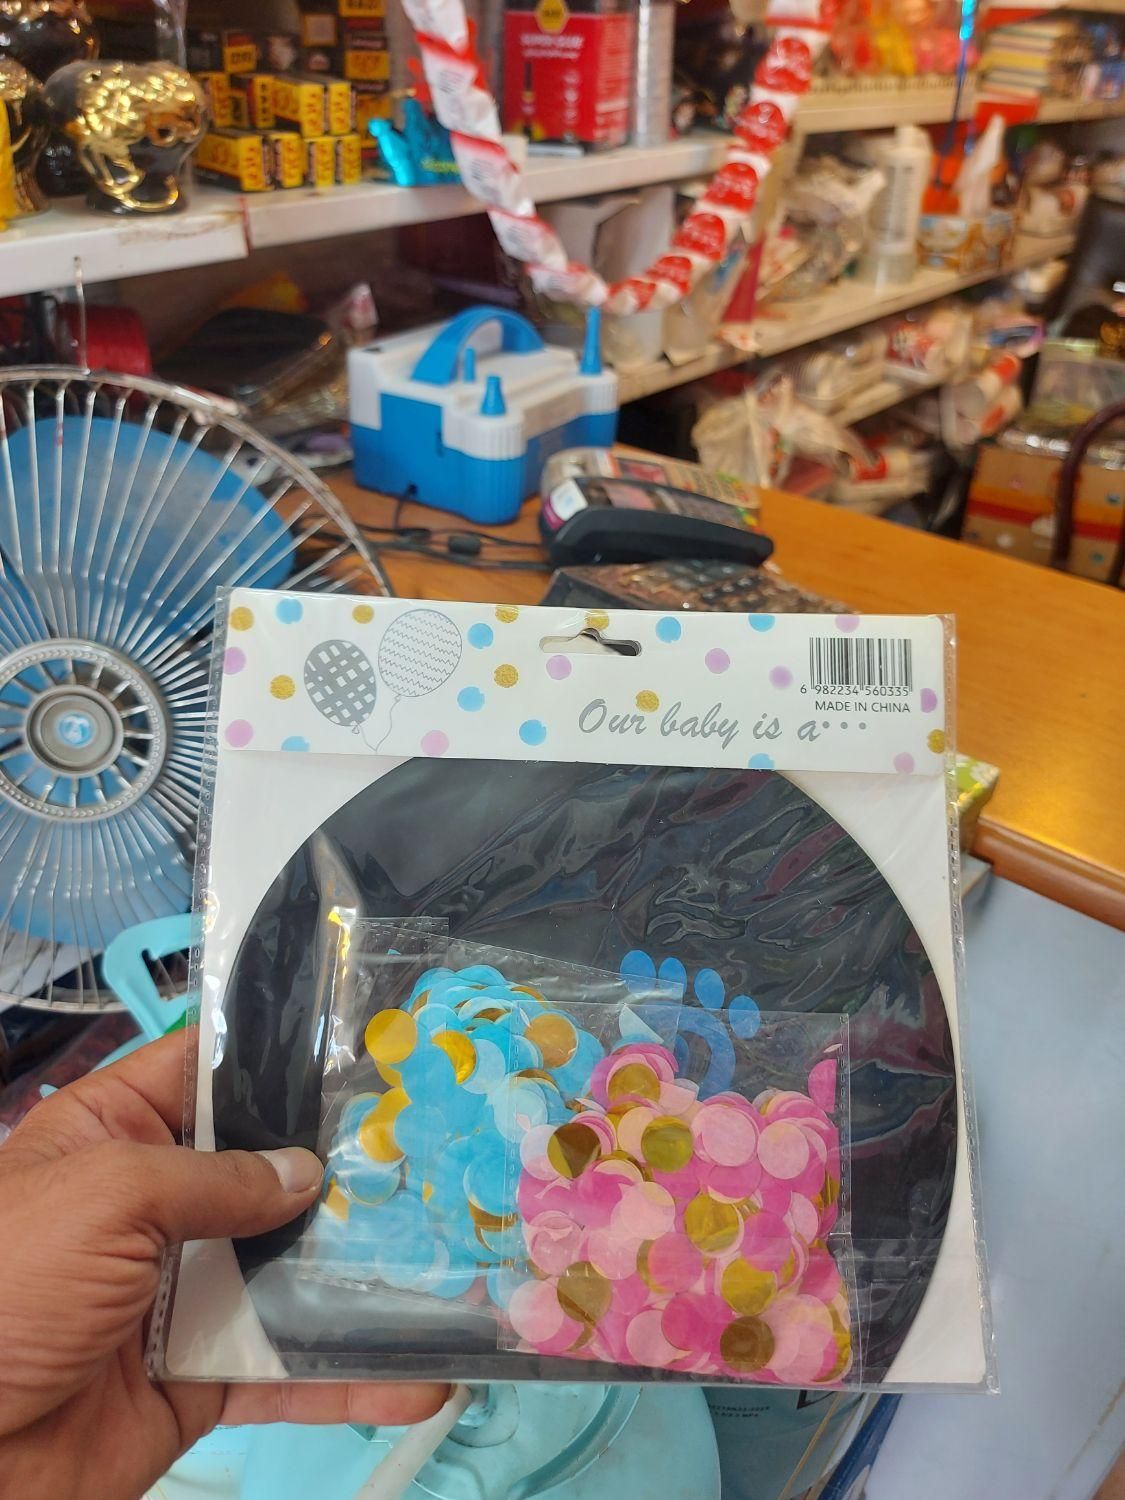 6 982234 560335
MADE IN CHINA
Our baby is a...